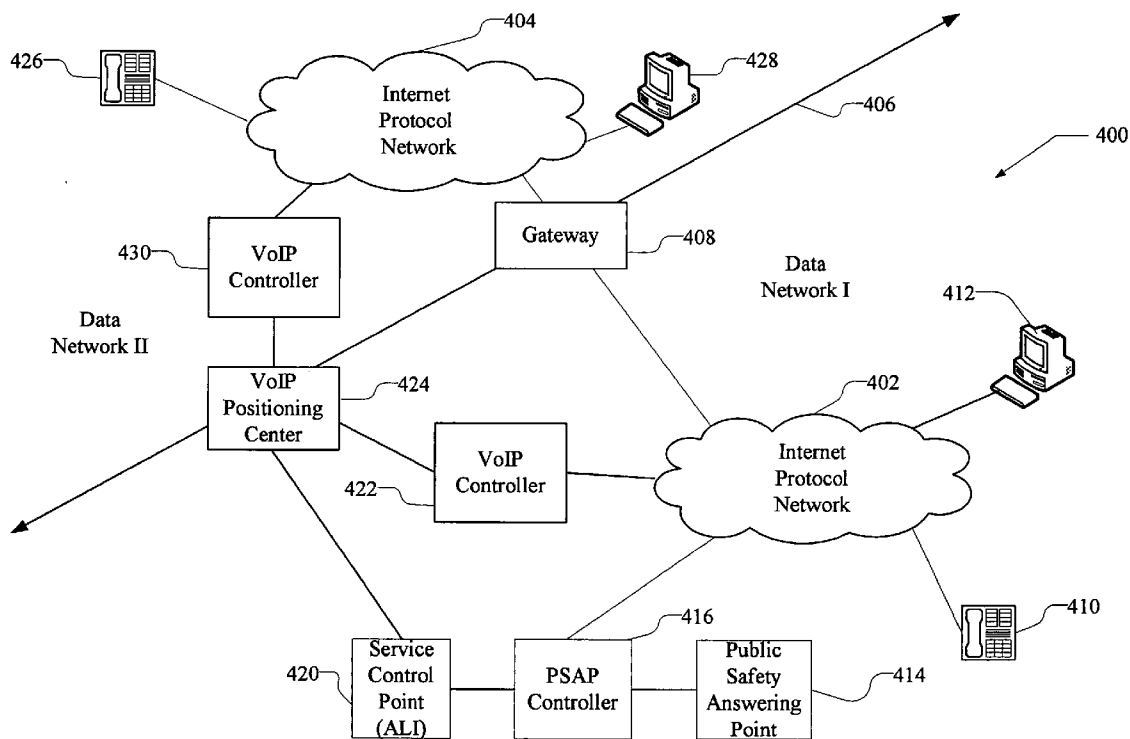 404
426
428
Internet
Protocol
Network
406
400
Gateway
408
430
VoIP
Controller
Data
Network I
412
Data
Network II
VoIP
Positioning
Center
424
402
VoIP
Controller
422
Internet
Protocol
Network
410
416
Service
Control
Point
(ALI)
420
PSAP
Controller
Public
Safety
Answering
Point
414